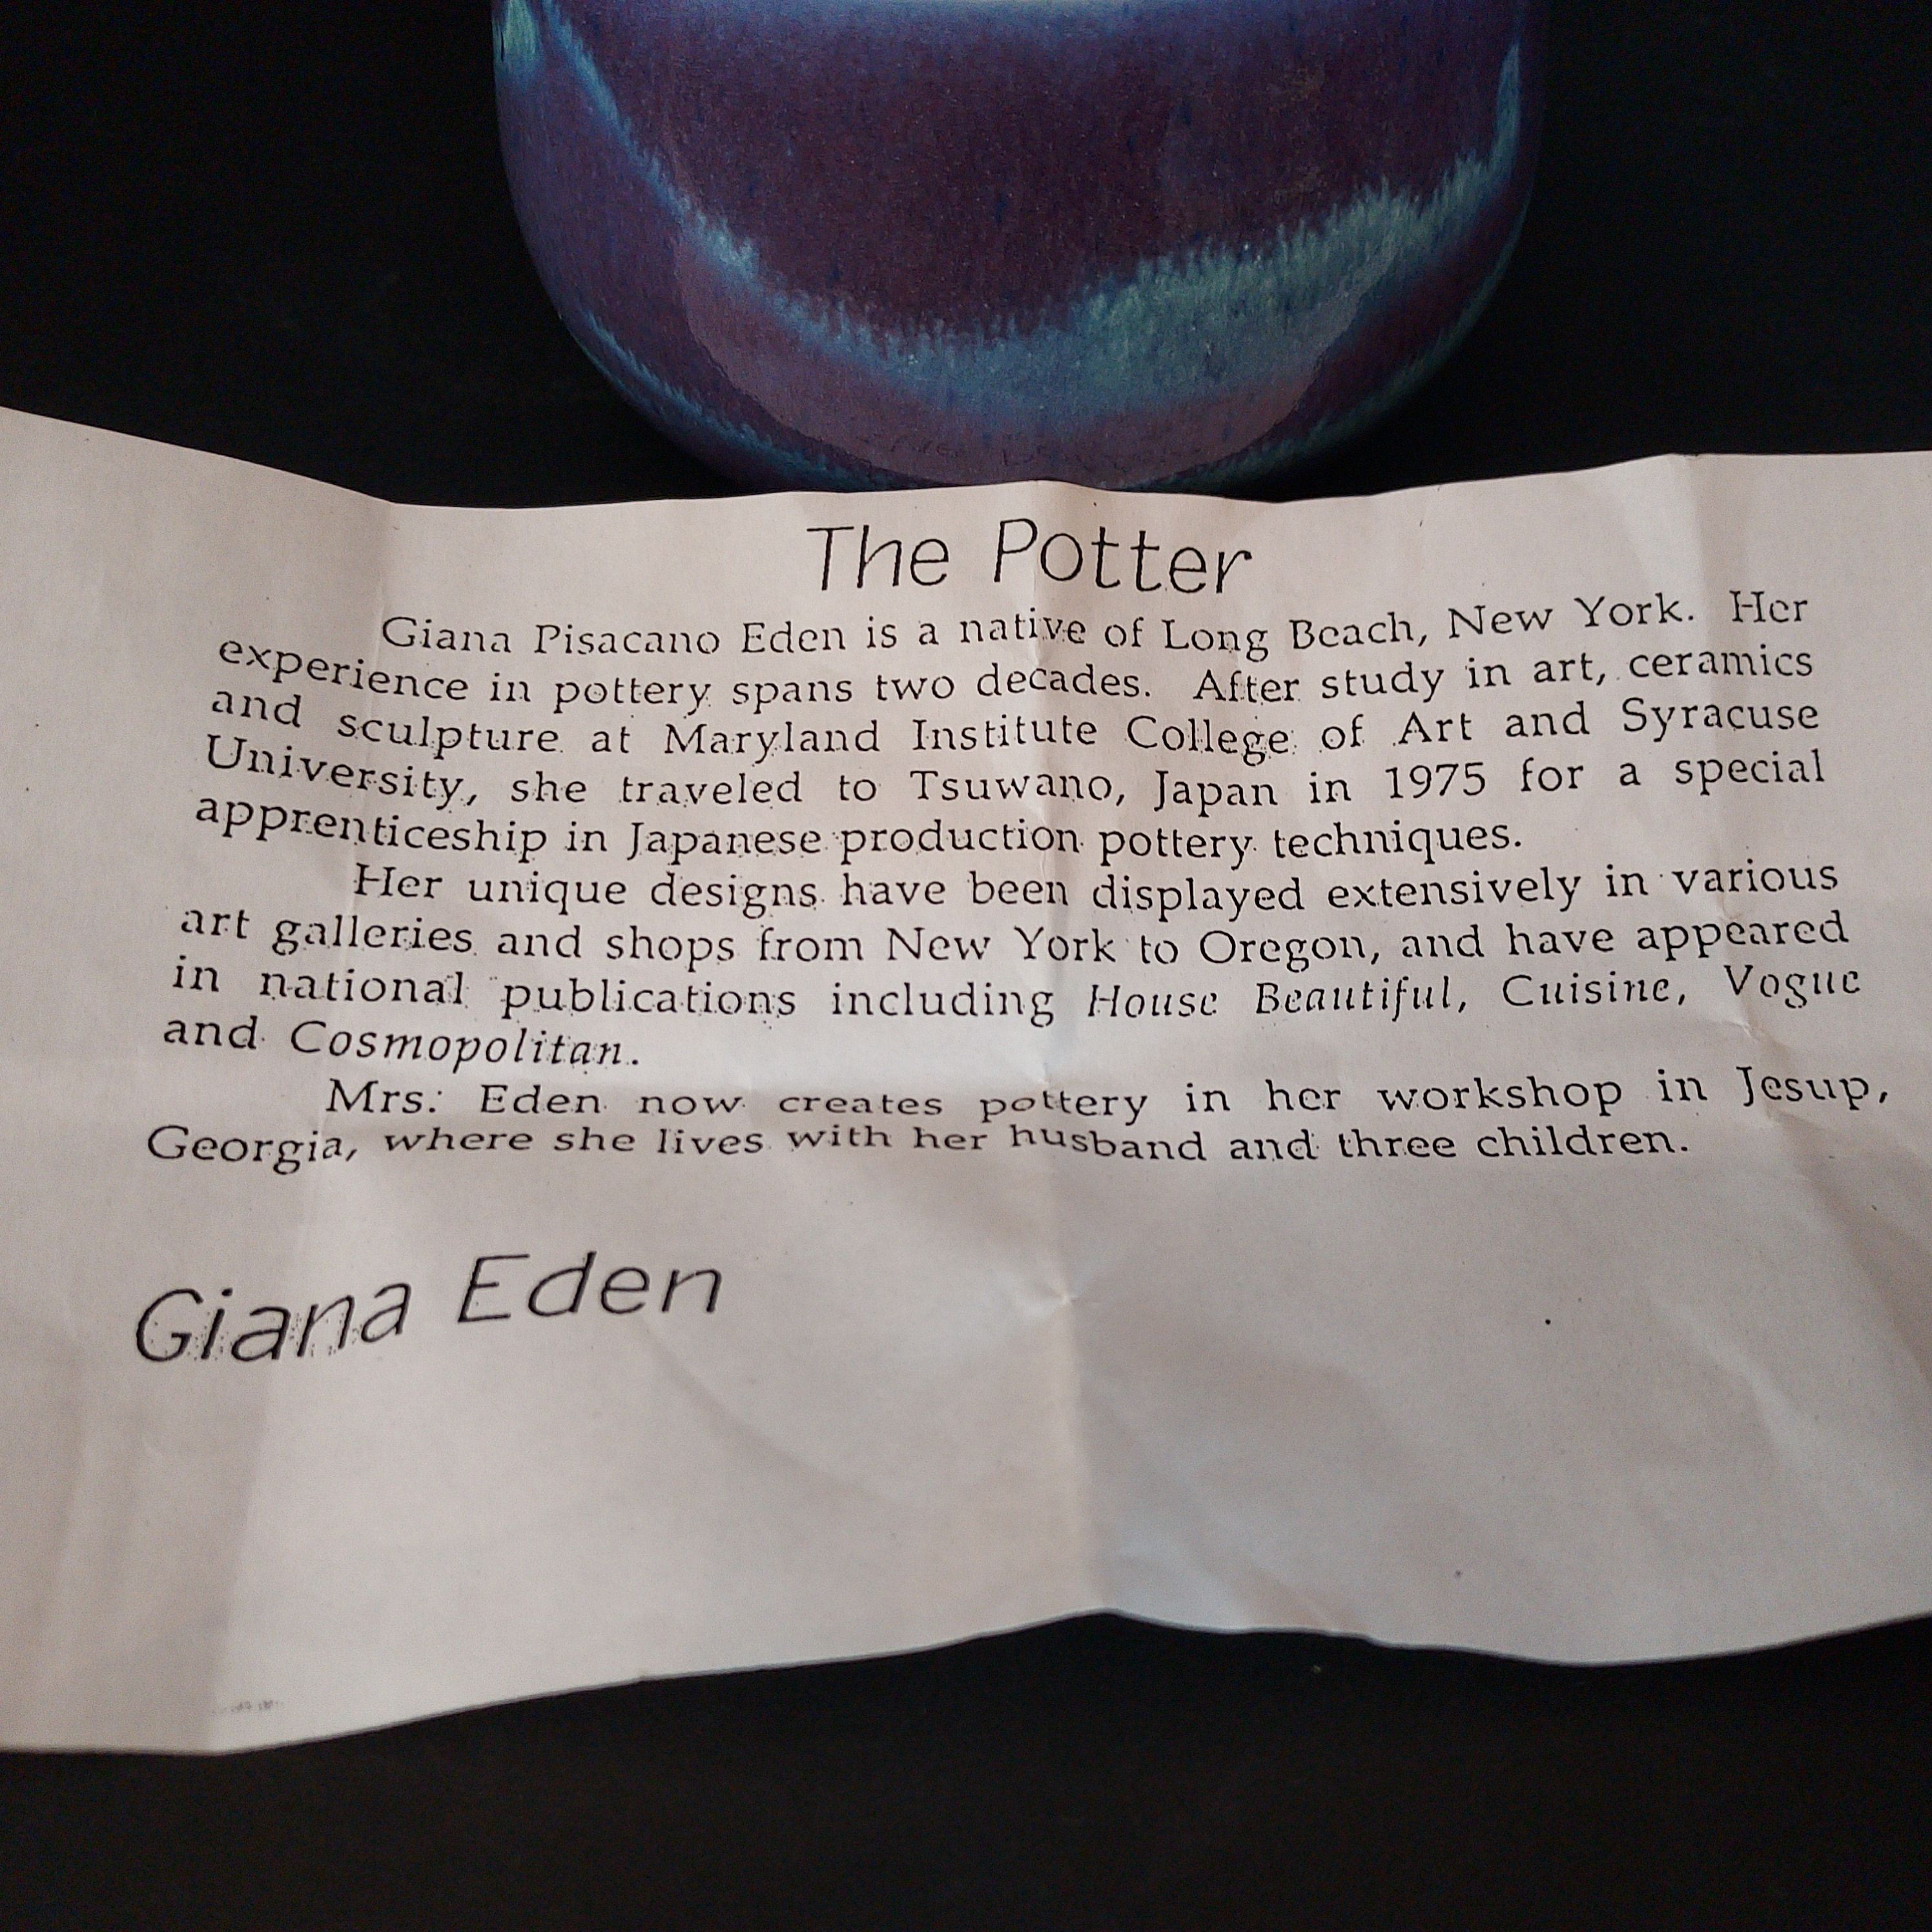 The Potter
Giana Pisacano Eden is a native of Long Beach, New York. Her
experience in pottery spans two decades. After study in art, ceramics
and sculpture at Maryland Institute College of Art and Syracuse
University, she traveled to Tsuwano, Japan in 1975 for a special
apprenticeship in Japanese production pottery techniques.
Her unique designs have been displayed extensively in various
art galleries and shops from New York to Oregon, and have appeared
in national publications including House Beautiful, Cuisine, Vogue
and Cosmopolitan.
Mrs. Eden now creates pottery in her workshop in Jesup,
Georgia, where she lives with her husband and three children.
Giana Eden